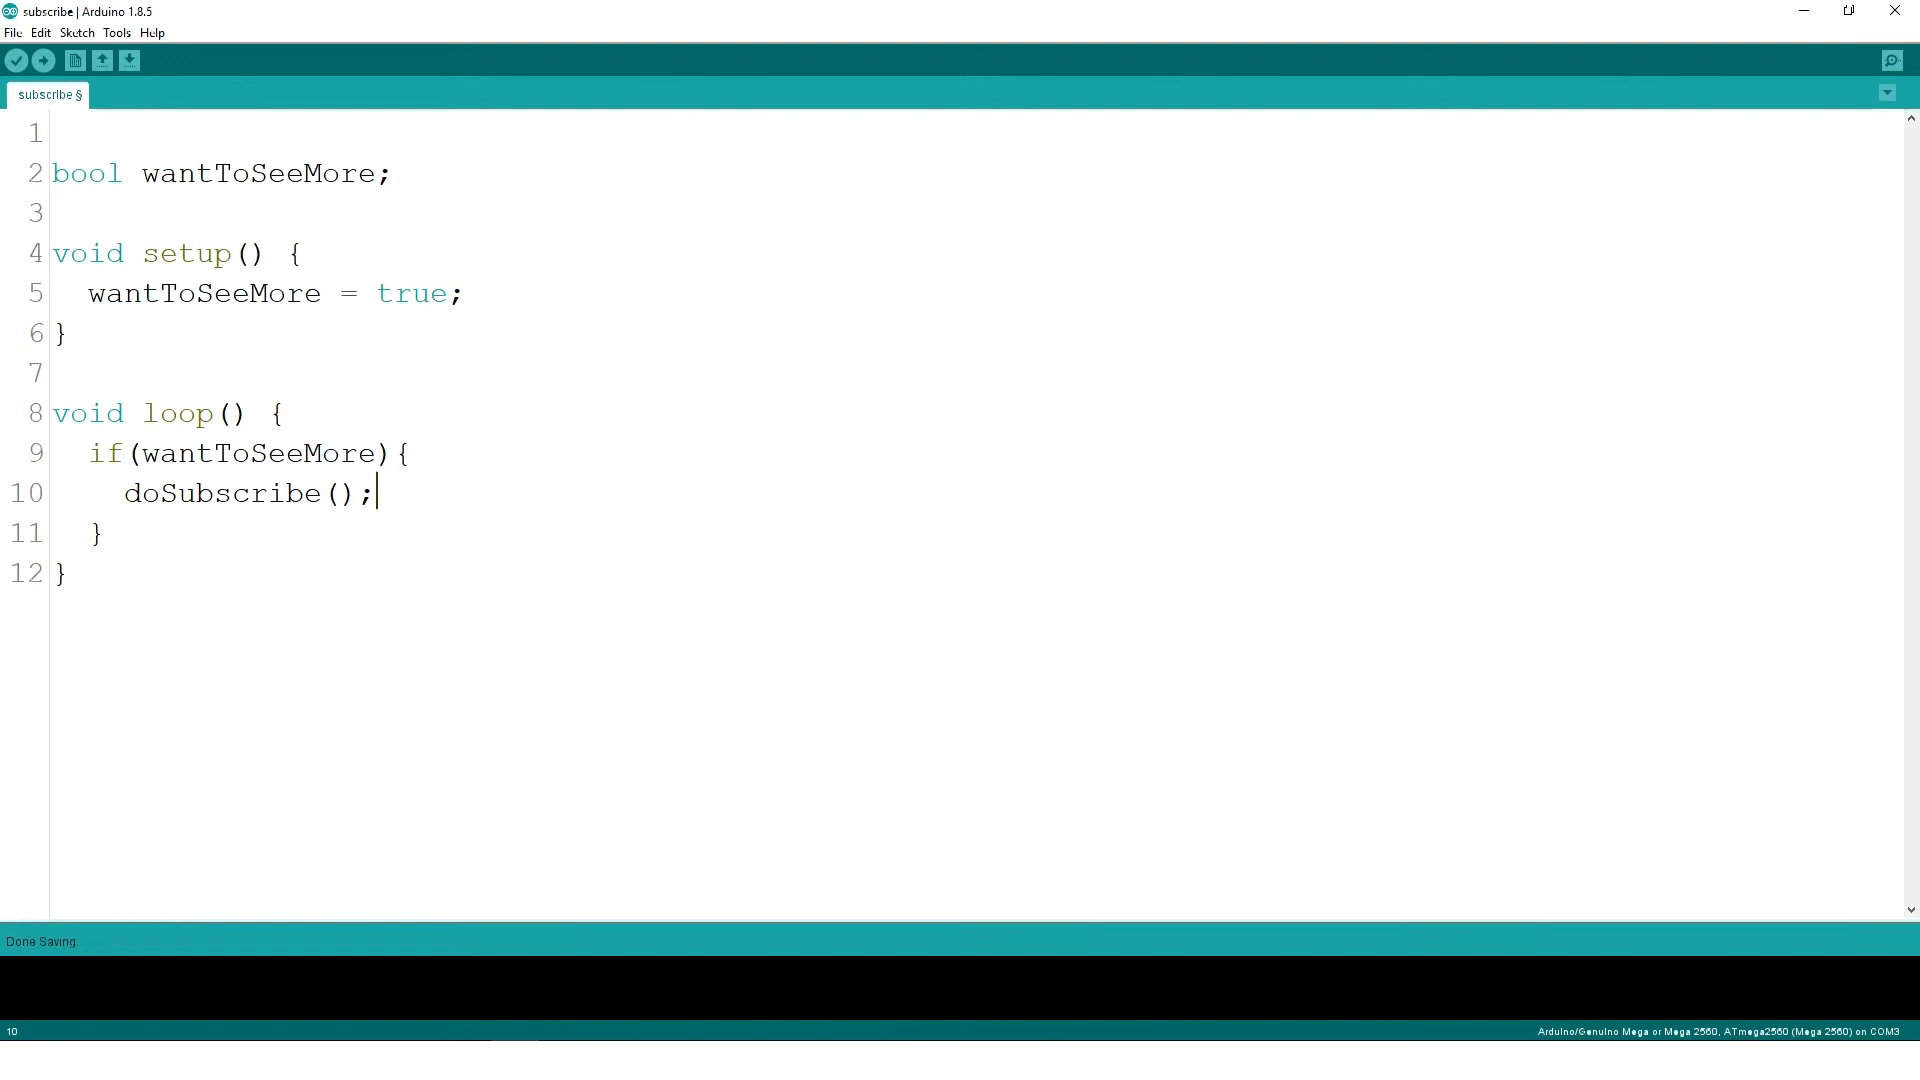 subscribe | Arduino 1.8.5
File Edit Sketch Tools Help
subscribe §
1
2 bool wantToSeeMore;
3
4 void setup() {
5   wantToSeeMore = true;
6 }
7
8 void loop() {
9   if(wantToSeeMore){
10     doSubscribe();
11   }
12 }
Done Saving.
10
Arduino/Genuino Mega or Mega 2560, ATmega2560 (Mega 2560) on COM3